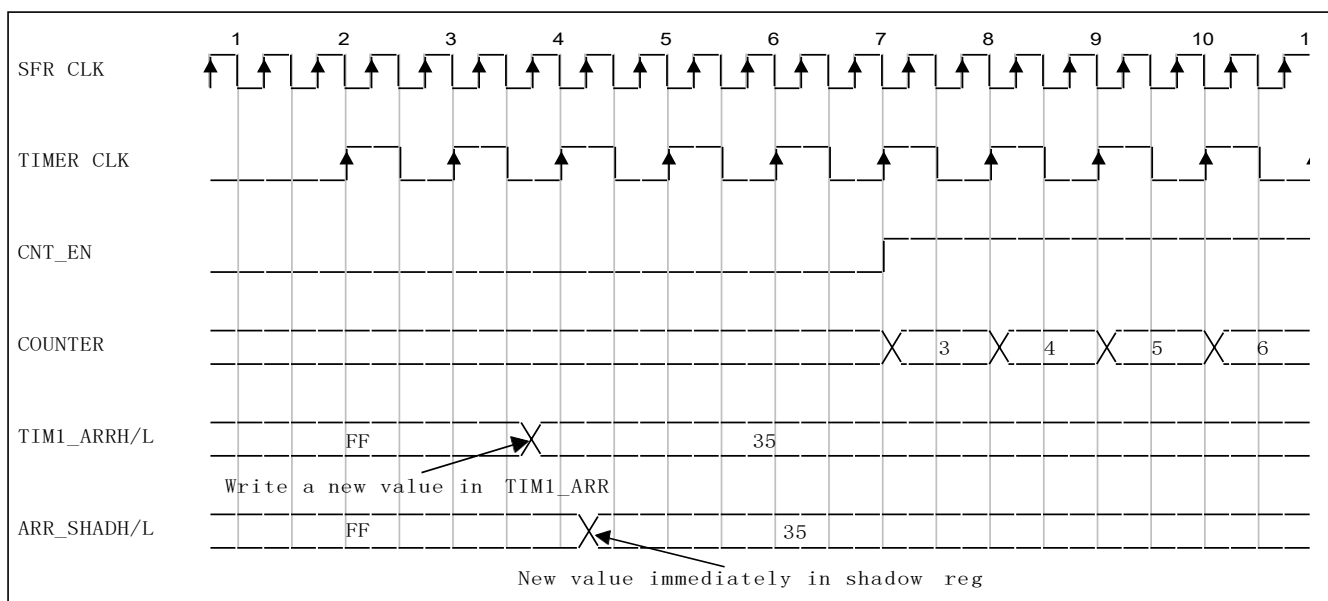 1 2 3 4 5 6 7 8 9 10 1
SFR CLK
TIMER CLK
CNT_EN
COUNTER 3 4 5 6
TIM1_ARRH/L FF 35
Write a new value in TIM1_ARR
ARR_SHADH/L FF 35
New value immediately in shadow reg